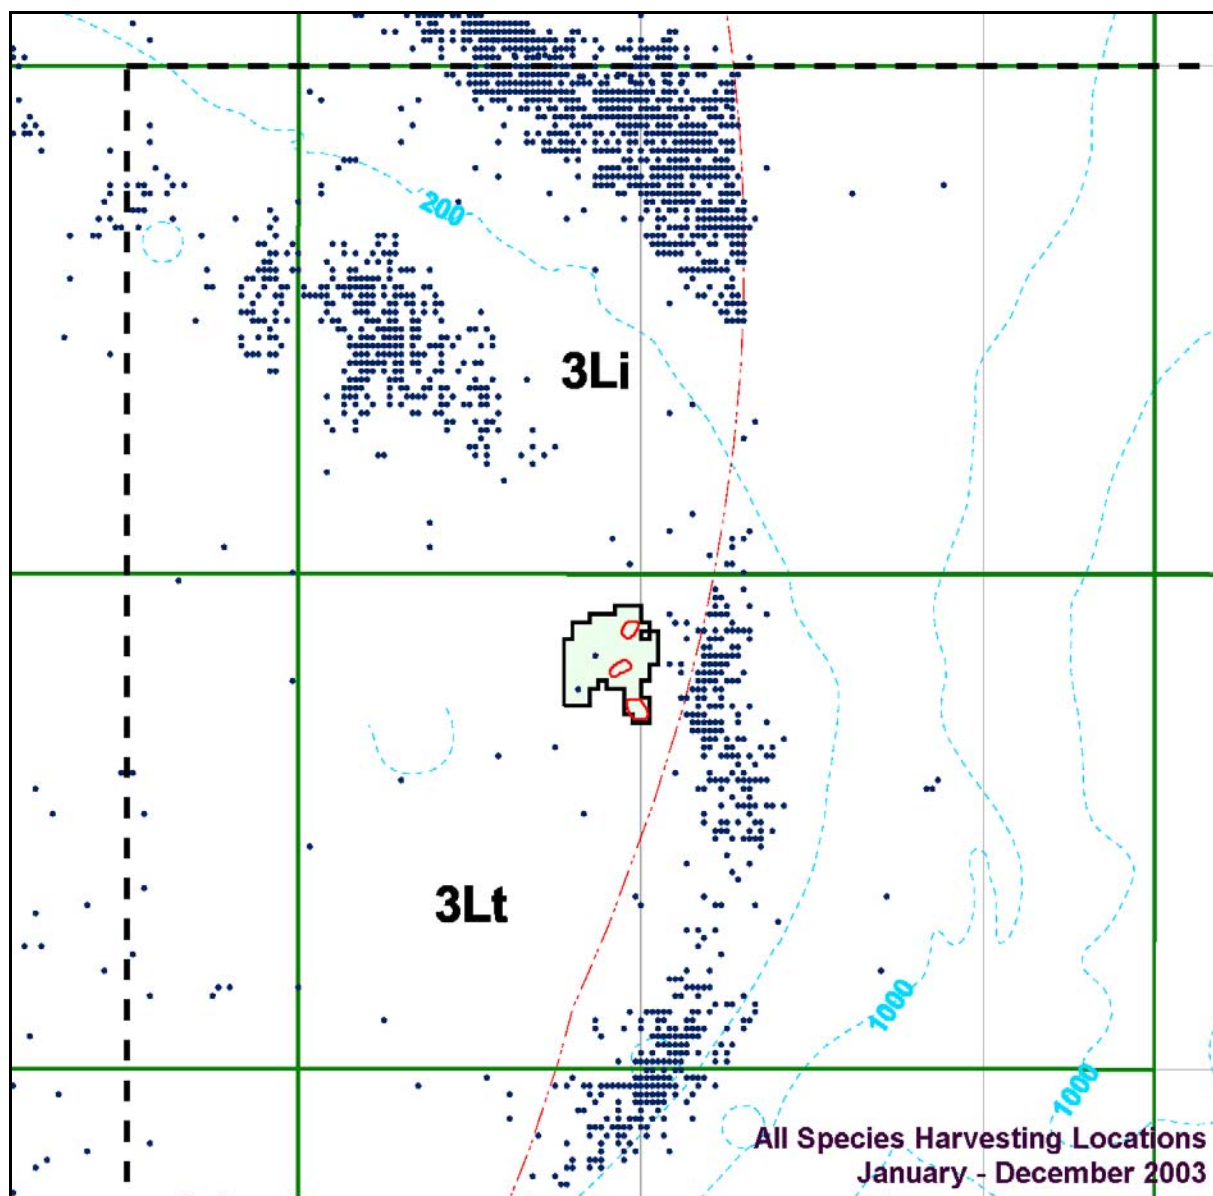 200
3Li
3Lt
1000
1000
All Species Harvesting Locations
January - December 2003